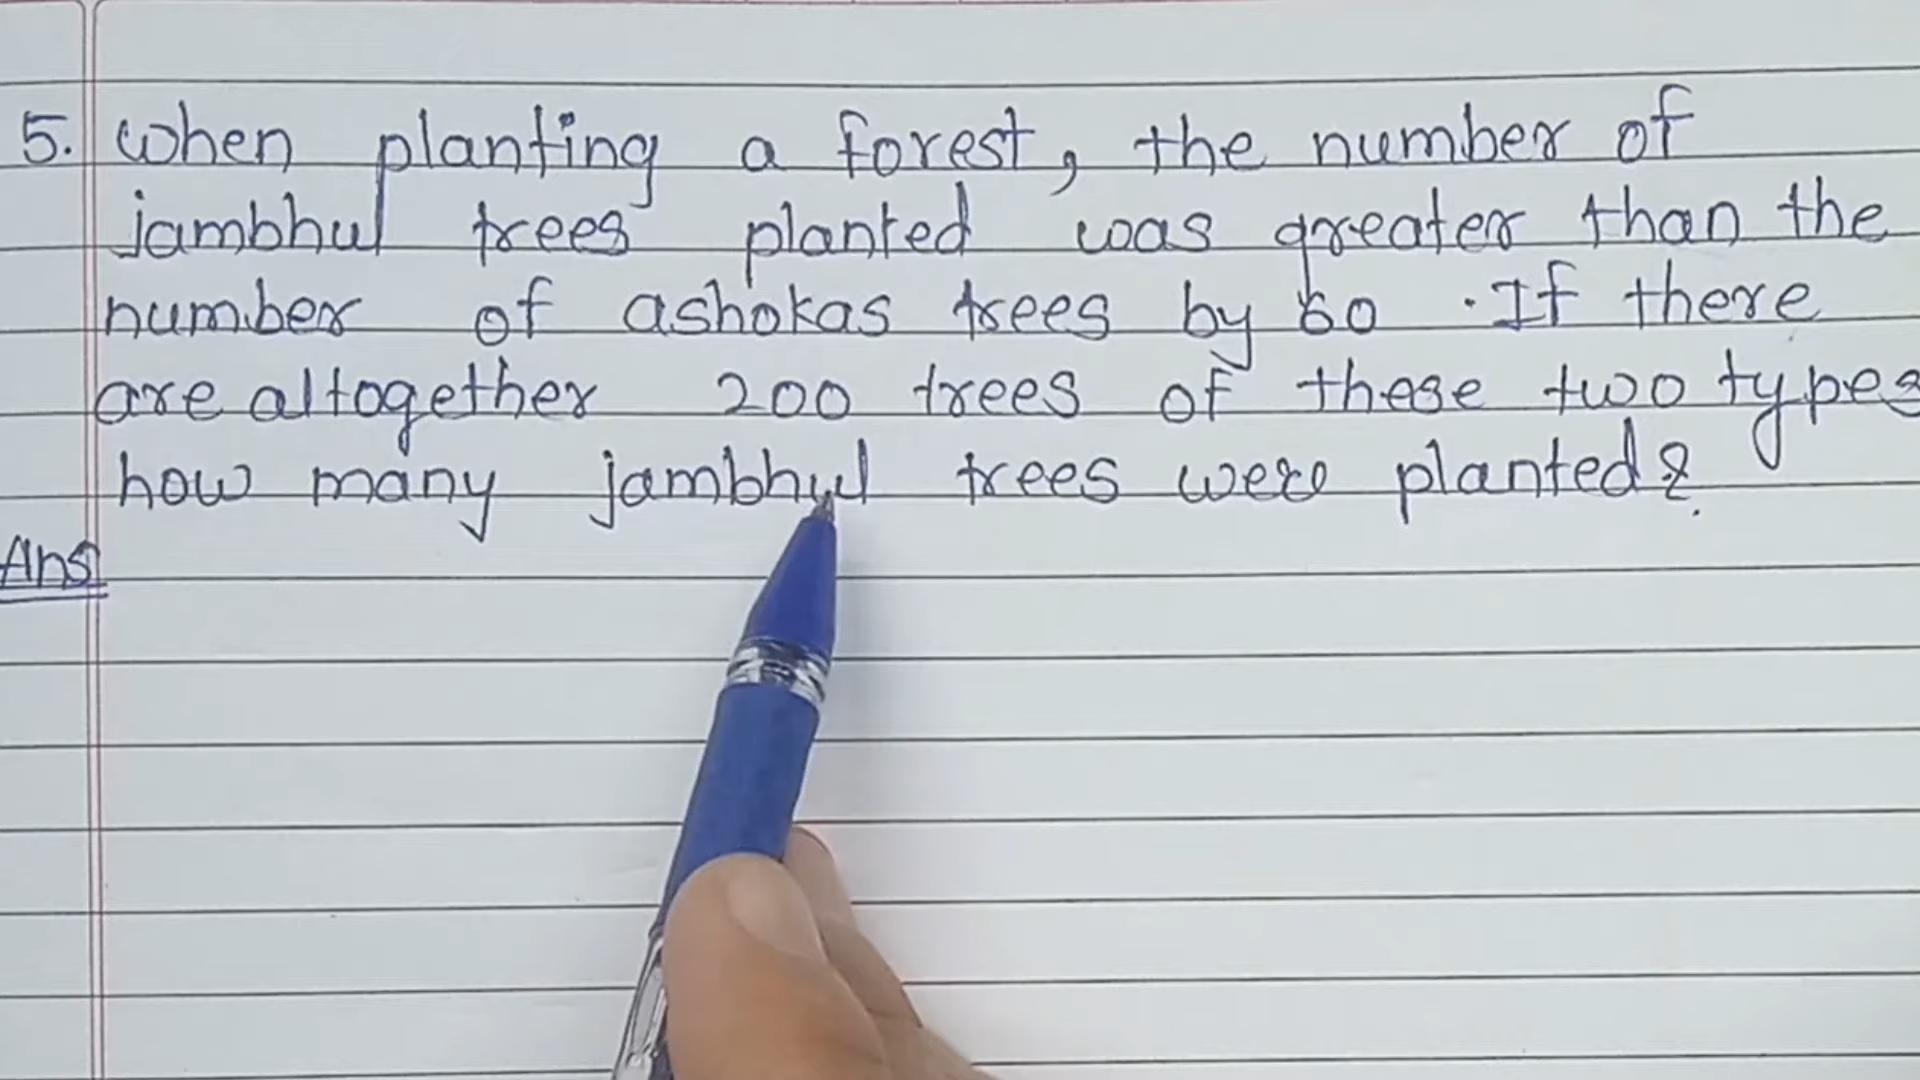 5. When planting a forest, the number of
jambhul trees planted was greater than the
number of ashokas trees by 60 . If there
are altogether 200 trees of these two types
how many jambhul trees were planted?
Ans